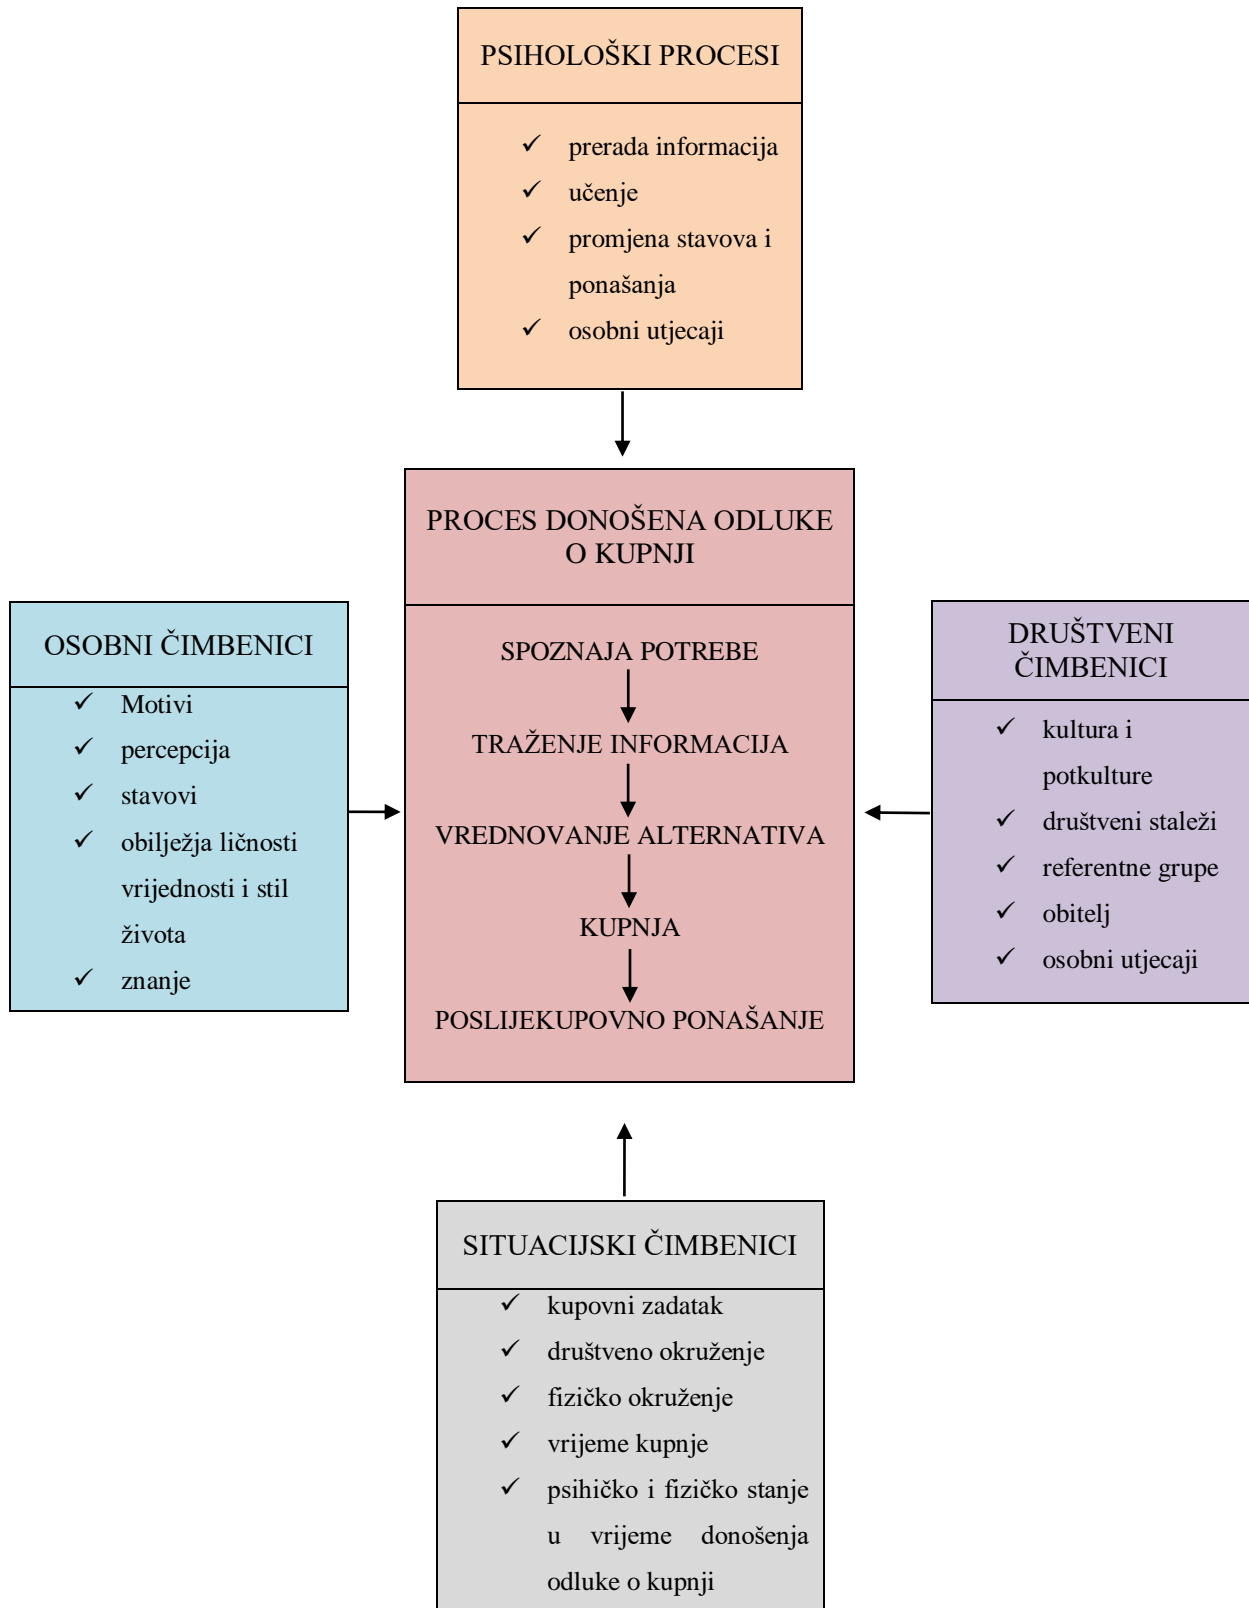 PSIHOLOŠKI PROCESI
✓ prerada informacija
✓ učenje
✓ promjena stavova i
ponašanja
✓ osobni utjecaji
PROCES DONOŠENA ODLUKE
O KUPNJI
SPOZNAJA POTREBE
TRAŽENJE INFORMACIJA
VREDNOVANJE ALTERNATIVA
KUPNJA
POSLIJEKUPOVNO PONAŠANJE
OSOBNI ČIMBENICI
✓ Motivi
✓ percepcija
✓ stavovi
✓ obilježja ličnosti
vrijednosti i stil
života
✓ znanje
DRUŠTVENI
ČIMBENICI
✓ kultura i
potkulture
✓ društveni staleži
✓ referentne grupe
✓ obitelj
✓ osobni utjecaji
SITUACIJSKI ČIMBENICI
✓ kupovni zadatak
✓ društveno okruženje
✓ fizičko okruženje
✓ vrijeme kupnje
✓ psihičko i fizičko stanje
u vrijeme donošenja
odluke o kupnji